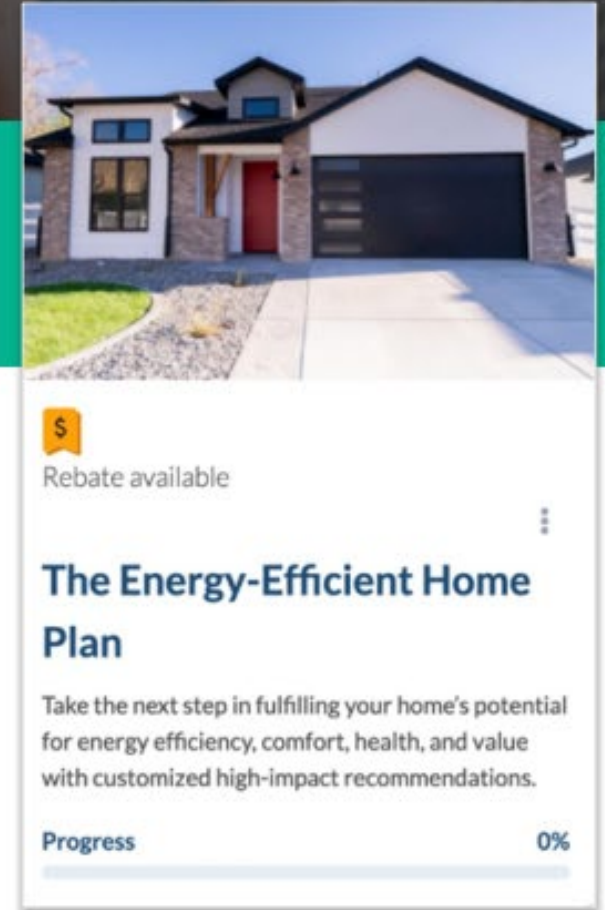 $
Rebate available
The Energy-Efficient Home
Plan
Take the next step in fulfilling your home's potential
for energy efficiency, comfort, health, and value
with customized high-impact recommendations.
Progress 0%